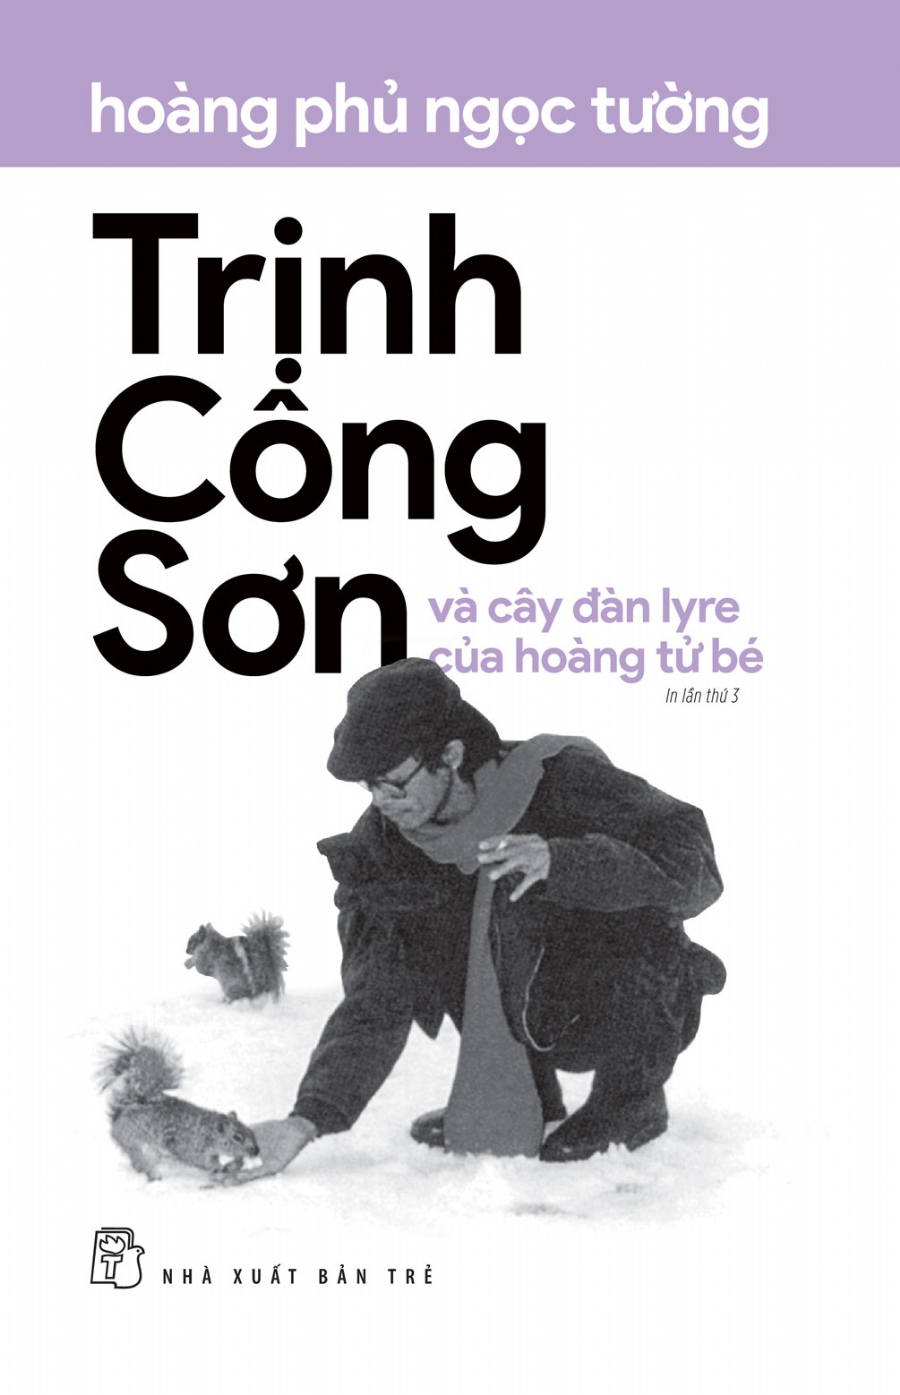 hoàng phủ ngọc tường
Trịnh
Công
Sơn
và cây đàn lyre
của hoàng tử bé
In lần thứ 3
T
NHÀ XUẤT BẢN TRẺ